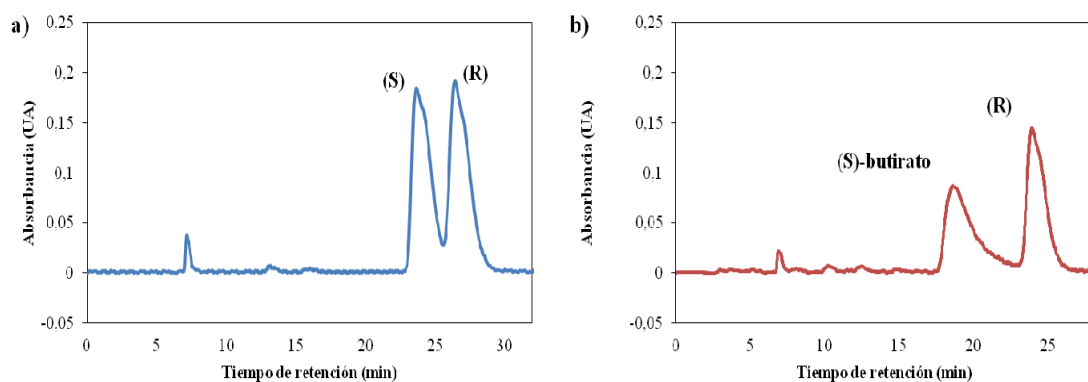 a)
0,25
0,2
0,15
0,1
0,05
0
-0,05
Absorbancia (UA)
(S)
(R)
0 5 10 15 20 25 30
Tiempo de retención (min)
b)
0,25
0,2
0,15
0,1
0,05
0
-0,05
Absorbancia (UA)
(S)-butirato
(R)
0 5 10 15 20 25
Tiempo de retención (min)